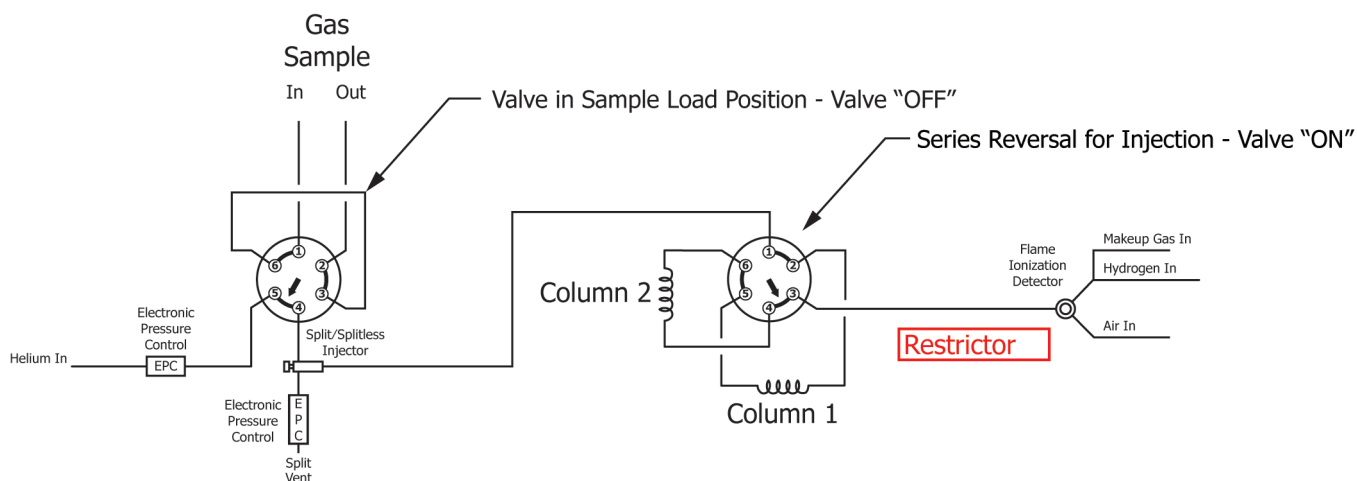 Gas
Sample
In
Out
Valve in Sample Load Position - Valve “OFF”
Series Reversal for Injection - Valve “ON”
1
2
3
4
5
6
1
2
3
4
5
6
Makeup Gas In
Hydrogen In
Air In
Flame
Ionization
Detector
Column 2
Column 1
Restrictor
Electronic
Pressure
Control
Helium In
EPC
Split/Splitless
Injector
Electronic
Pressure
Control
E
P
C
Split
Vent